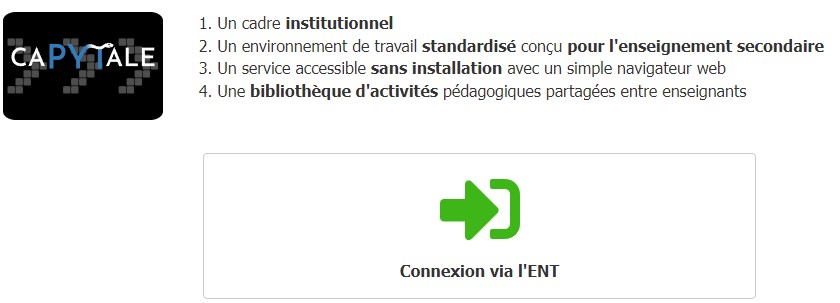 CAPYTALE
1. Un cadre institutionnel
2. Un environnement de travail standardisé conçu pour l'enseignement secondaire
3. Un service accessible sans installation avec un simple navigateur web
4. Une bibliothèque d'activités pédagogiques partagées entre enseignants
Connexion via l'ENT